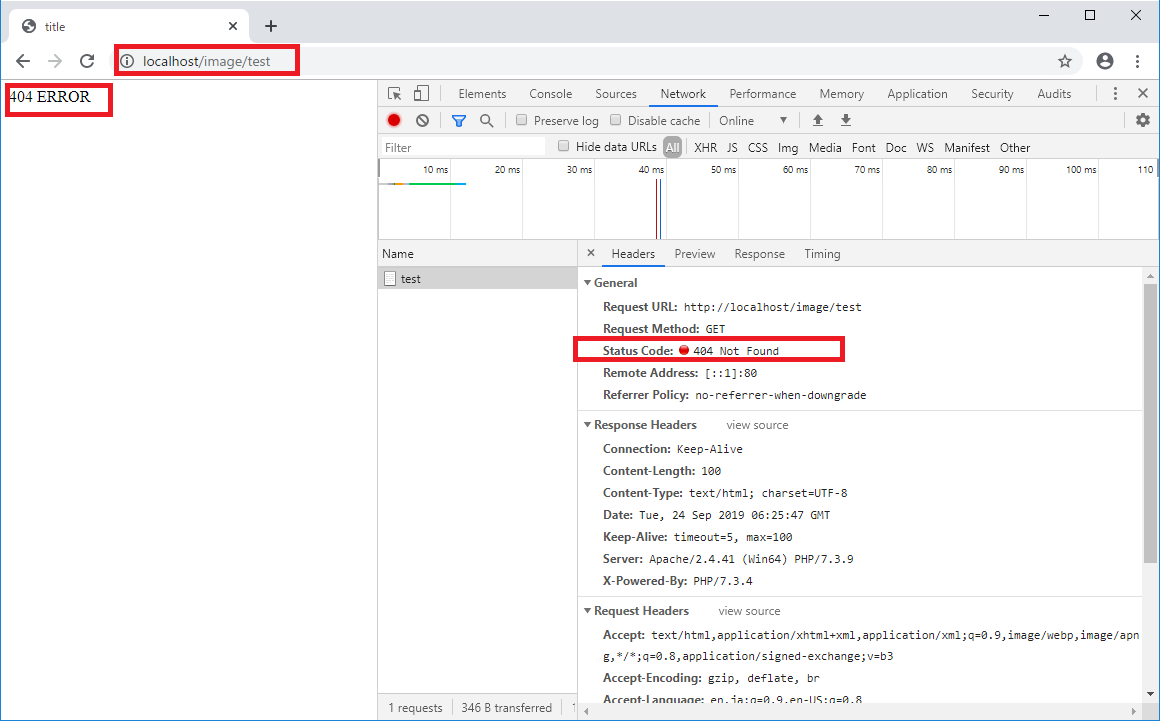 title
localhost/image/test
404 ERROR
Elements Console Sources Network Performance Memory Application Security Audits
Preserve log Disable cache Online
Filter Hide data URLs All XHR JS CSS Img Media Font Doc WS Manifest Other
10 ms 20 ms 30 ms 40 ms 50 ms 60 ms 70 ms 80 ms 90 ms 100 ms 110
Name
test
Headers Preview Response Timing
General
Request URL: http://localhost/image/test
Request Method: GET
Status Code: 404 Not Found
Remote Address: [::1]:80
Referrer Policy: no-referrer-when-downgrade
Response Headers view source
Connection: Keep-Alive
Content-Length: 100
Content-Type: text/html; charset=UTF-8
Date: Tue, 24 Sep 2019 06:25:47 GMT
Keep-Alive: timeout=5, max=100
Server: Apache/2.4.41 (Win64) PHP/7.3.9
X-Powered-By: PHP/7.3.4
Request Headers view source
Accept: text/html,application/xhtml+xml,application/xml;q=0.9,image/webp,image/apn
g,*/*;q=0.8,application/signed-exchange;v=b3
Accept-Encoding: gzip, deflate, br
Accept-Language: en,ja;q=0.9,en-US;q=0.8
1 requests 346 B transferred